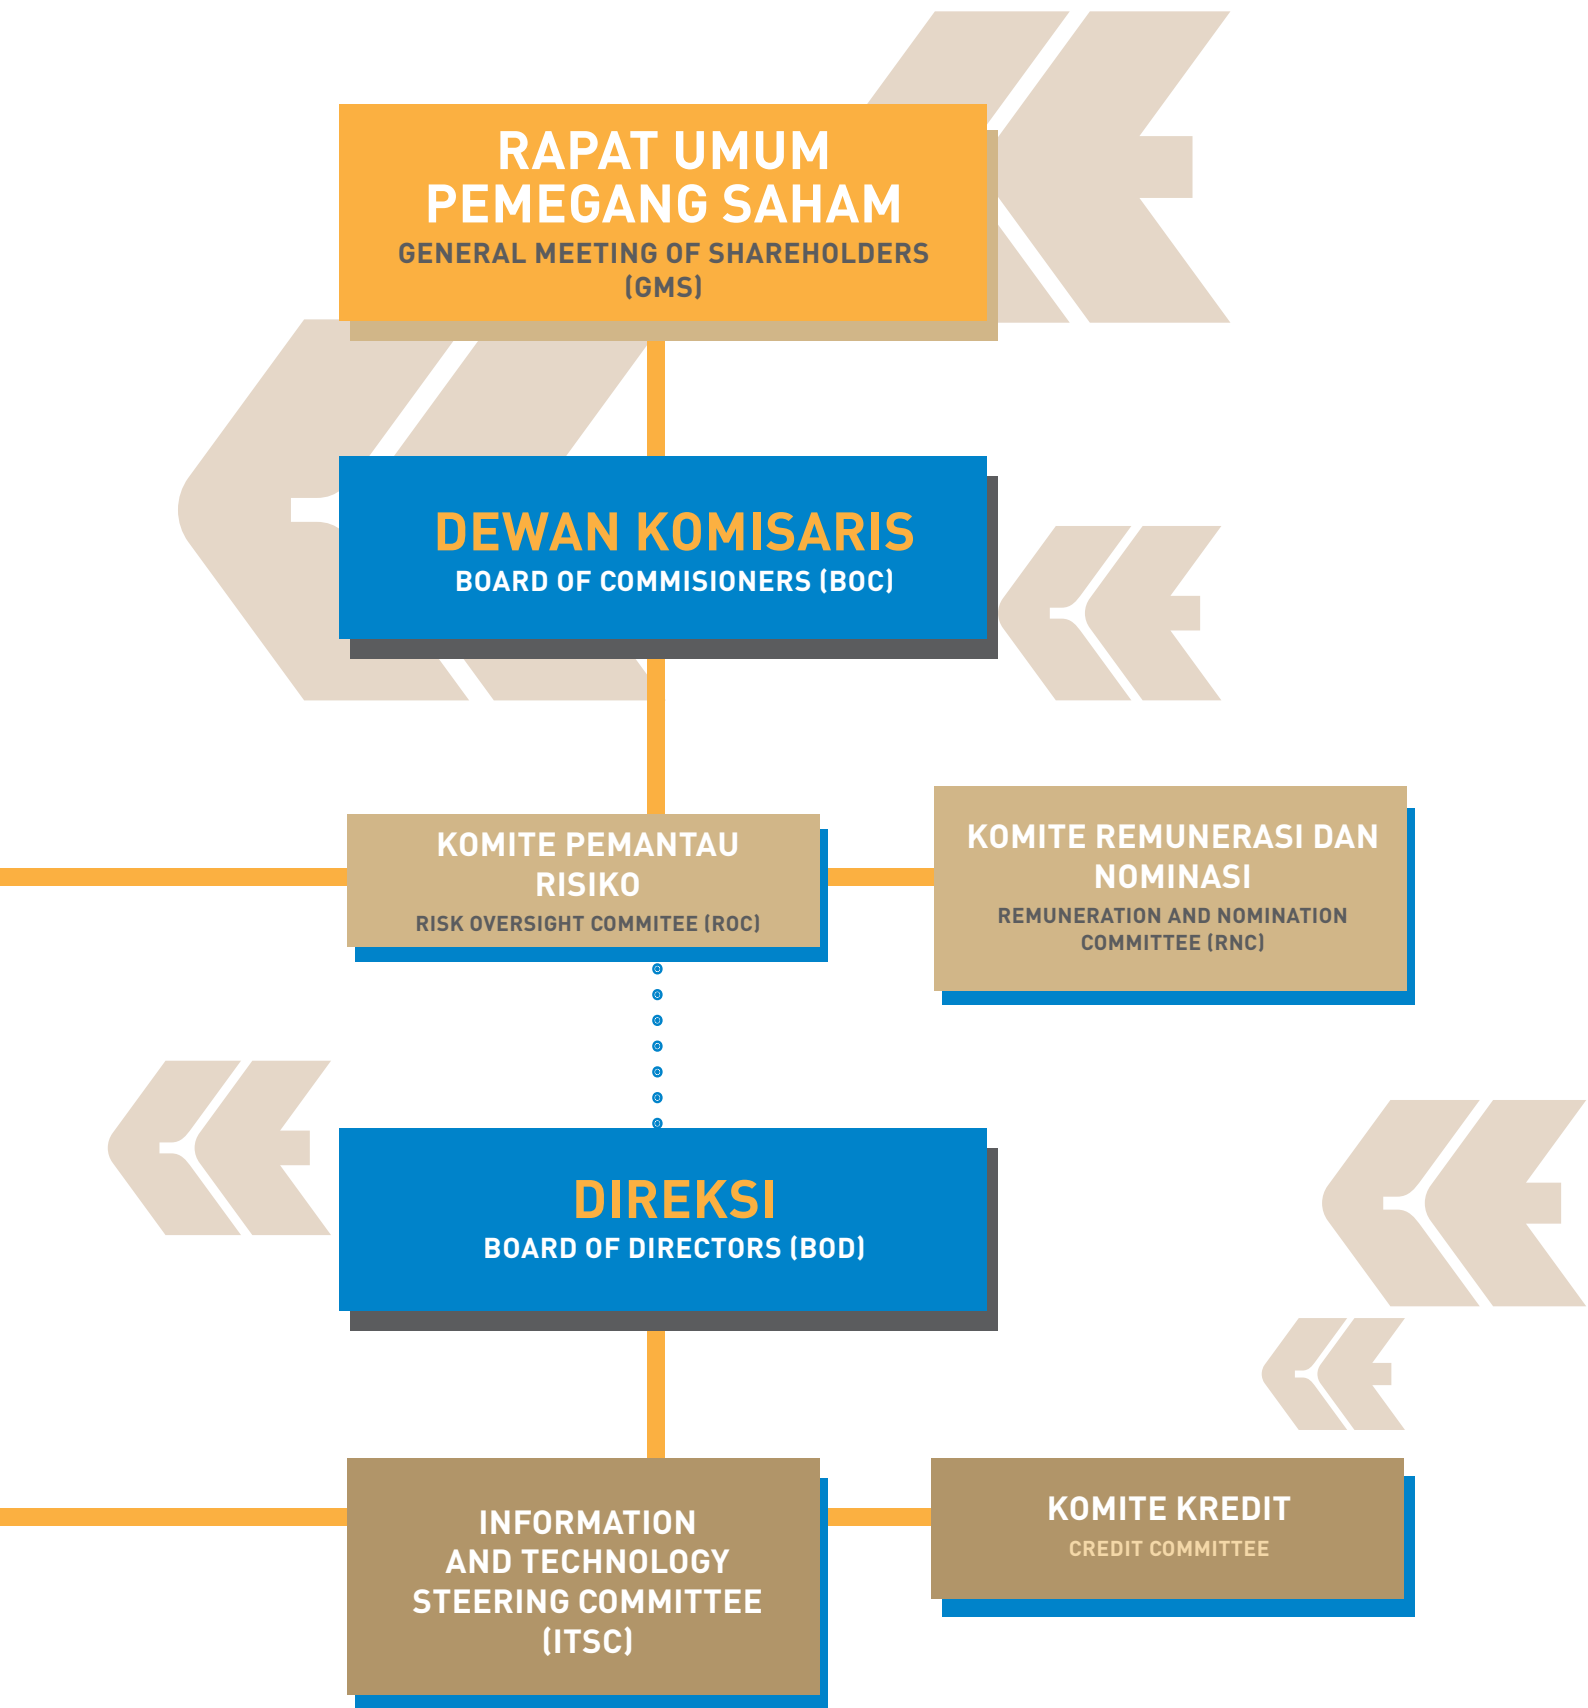 RAPAT UMUM
PEMEGANG SAHAM
GENERAL MEETING OF SHAREHOLDERS
(GMS)
DEWAN KOMISARIS
BOARD OF COMMISIONERS (BOC)
KOMITE PEMANTAU
RISIKO
RISK OVERSIGHT COMMITEE (ROC)
KOMITE REMUNERASI DAN
NOMINASI
REMUNERATION AND NOMINATION
COMMITTEE (RNC)
DIREKSI
BOARD OF DIRECTORS (BOD)
INFORMATION
AND TECHNOLOGY
STEERING COMMITTEE
(ITSC)
KOMITE KREDIT
CREDIT COMMITTEE